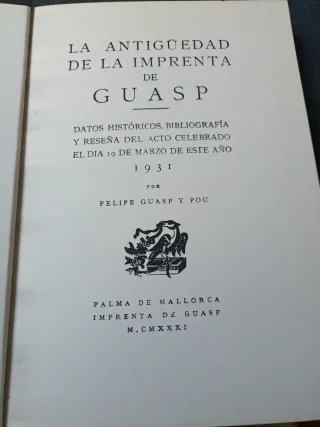 LA ANTIGÜEDAD
DE LA IMPRENTA
DE
GUASP
DATOS HISTÓRICOS, BIBLIOGRAFÍA
Y RESEÑA DEL ACTO CELEBRADO
EL DIA 19 DE MARZO DE ESTE AÑO
1931
POR
FELIPE GUASP Y POU
PALMA DE MALLORCA
IMPRENTA DE GUASP
M.CMXXXI